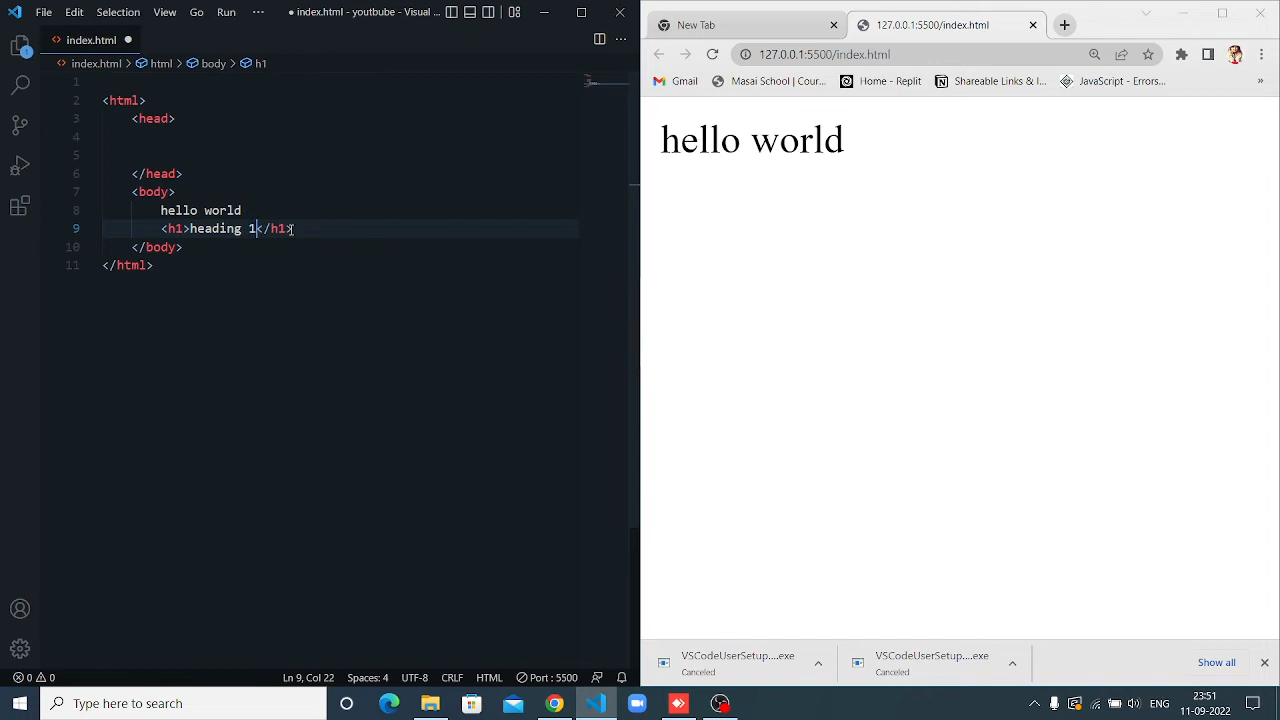 File Edit Selection View Go Run ··· ● index.html - youtbube - Visual ...
index.html ●
index.html > html > body > h1
1
2 <html>
3 <head>
4
5
6 </head>
7 <body>
8 hello world
9 <h1>heading 1</h1>
10 </body>
11 </html>
0 0 Ln 9, Col 22 Spaces: 4 UTF-8 CRLF HTML Port : 5500
New Tab 127.0.0.1:5500/index.html
127.0.0.1:5500/index.html
Gmail Masai School | Cour... Home - Replit Shareable Links & I... JavaScript - Errors... »
hello world
VSCodeUserSetup....exe
Canceled
VSCodeUserSetup....exe
Canceled
Show all
Type here to search
ENG
23:51
11-09-2022